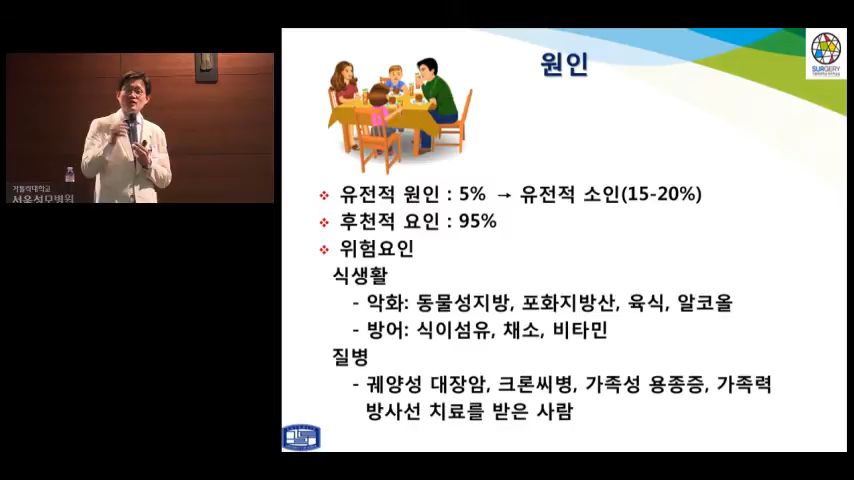 원인
SURGERY
❖ 유전적 원인 : 5% → 유전적 소인(15-20%)
❖ 후천적 요인 : 95%
❖ 위험요인
식생활
- 악화: 동물성지방, 포화지방산, 육식, 알코올
- 방어: 식이섬유, 채소, 비타민
질병
- 궤양성 대장암, 크론씨병, 가족성 용종증, 가족력
방사선 치료를 받은 사람
가톨릭대학교
서울성모병원